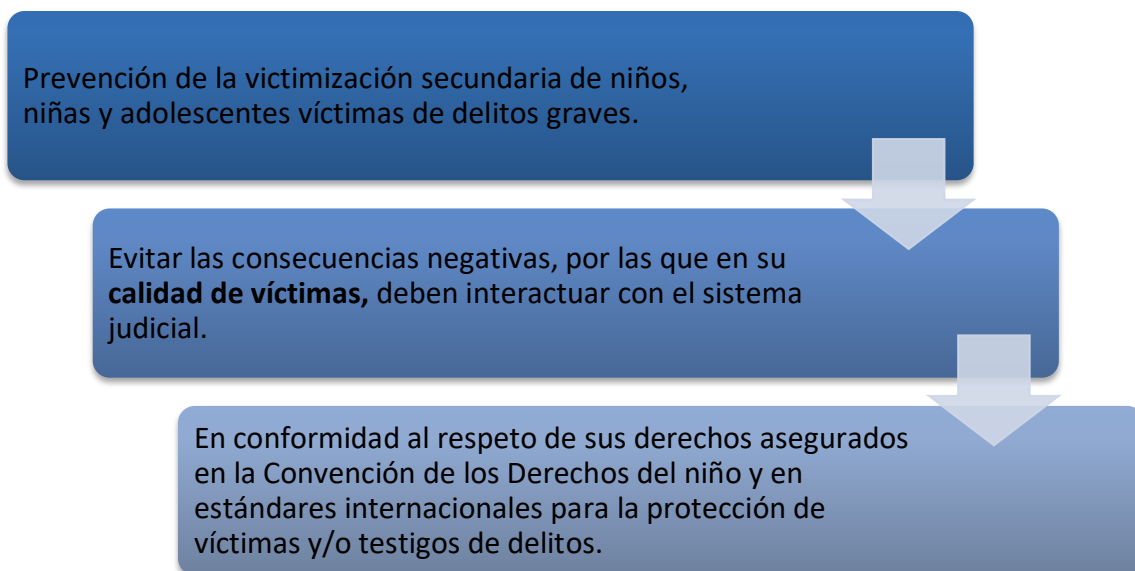 Prevención de la victimización secundaria de niños,
niñas y adolescentes víctimas de delitos graves.
Evitar las consecuencias negativas, por las que en su
calidad de víctimas, deben interactuar con el sistema
judicial.
En conformidad al respeto de sus derechos asegurados
en la Convención de los Derechos del niño y en
estándares internacionales para la protección de
víctimas y/o testigos de delitos.